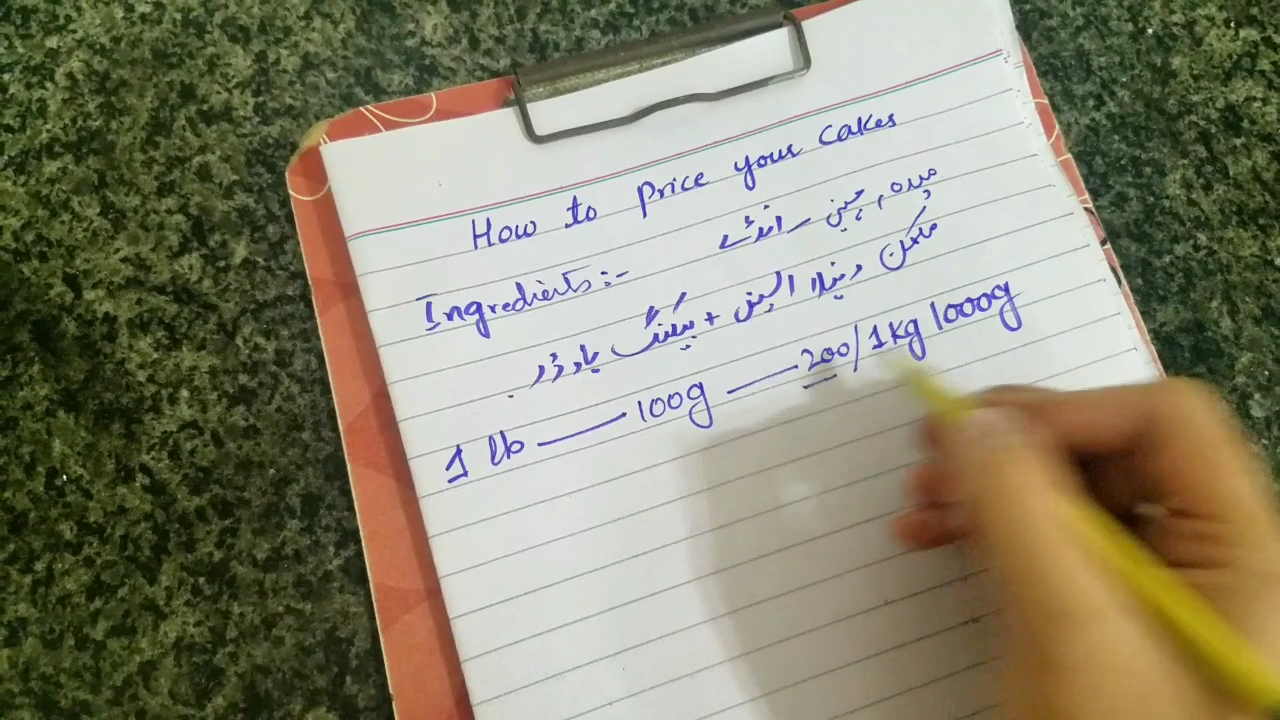 How to Price your Cakes
Ingredients:- میدہ، چینی ـ انڈے
مکھن ونیلا ایسنس + بیکنگ پاوڈر
1 lb — 100g — 200/1kg 1000g